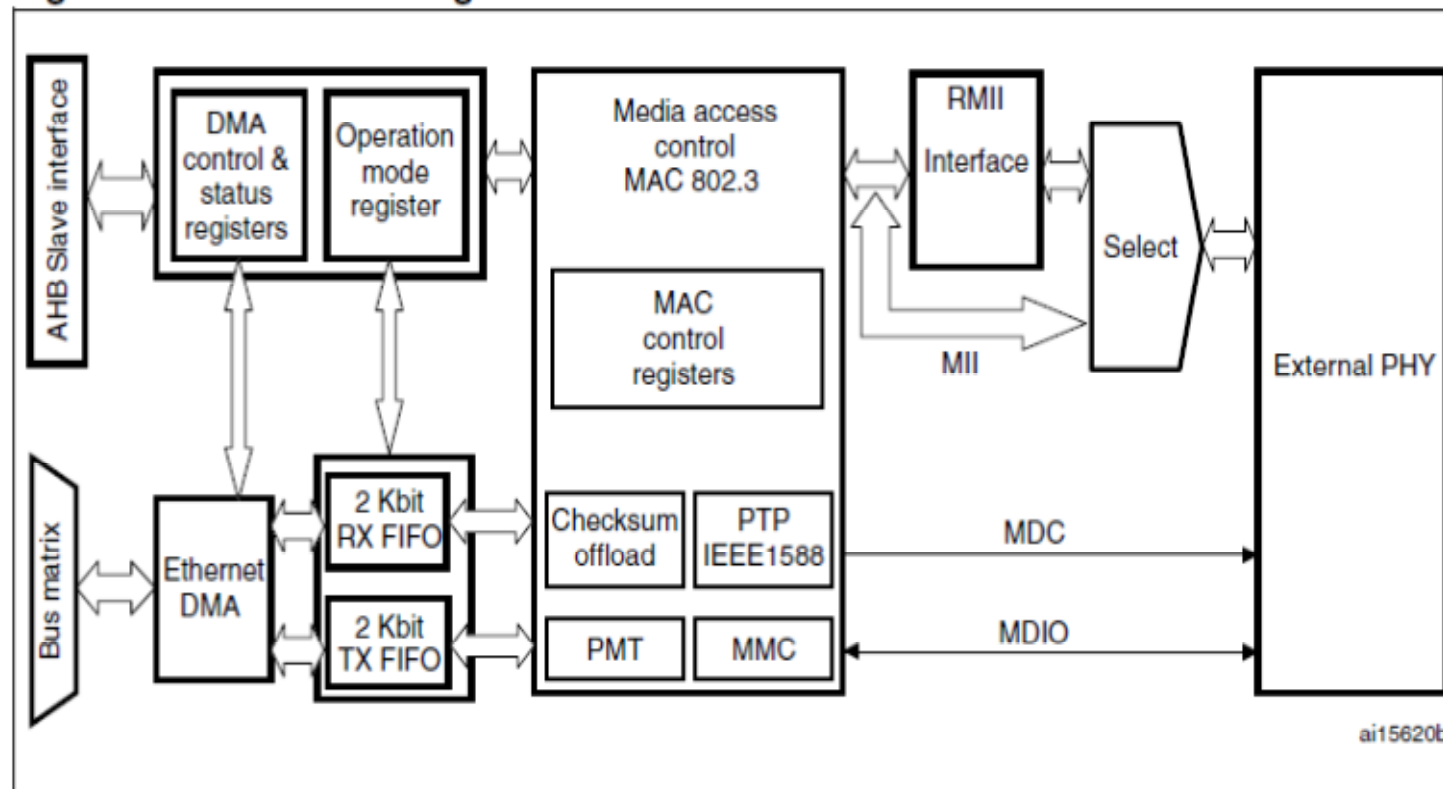 AHB Slave interface
DMA
control &
status
registers
Operation
mode
register
Media access
control
MAC 802.3
RMII
Interface
Select
External PHY
MAC
control
registers
MII
Bus matrix
Ethernet
DMA
2 Kbit
RX FIFO
2 Kbit
TX FIFO
Checksum
offload
PTP
IEEE1588
PMT
MMC
MDC
MDIO
ai15620b